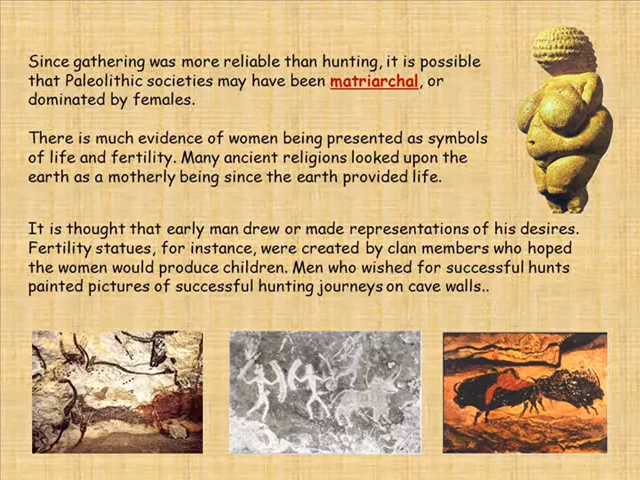 Since gathering was more reliable than hunting, it is possible
that Paleolithic societies may have been matriarchal, or
dominated by females.
There is much evidence of women being presented as symbols
of life and fertility. Many ancient religions looked upon the
earth as a motherly being since the earth provided life.
It is thought that early man drew or made representations of his desires.
Fertility statues, for instance, were created by clan members who hoped
the women would produce children. Men who wished for successful hunts
painted pictures of successful hunting journeys on cave walls..